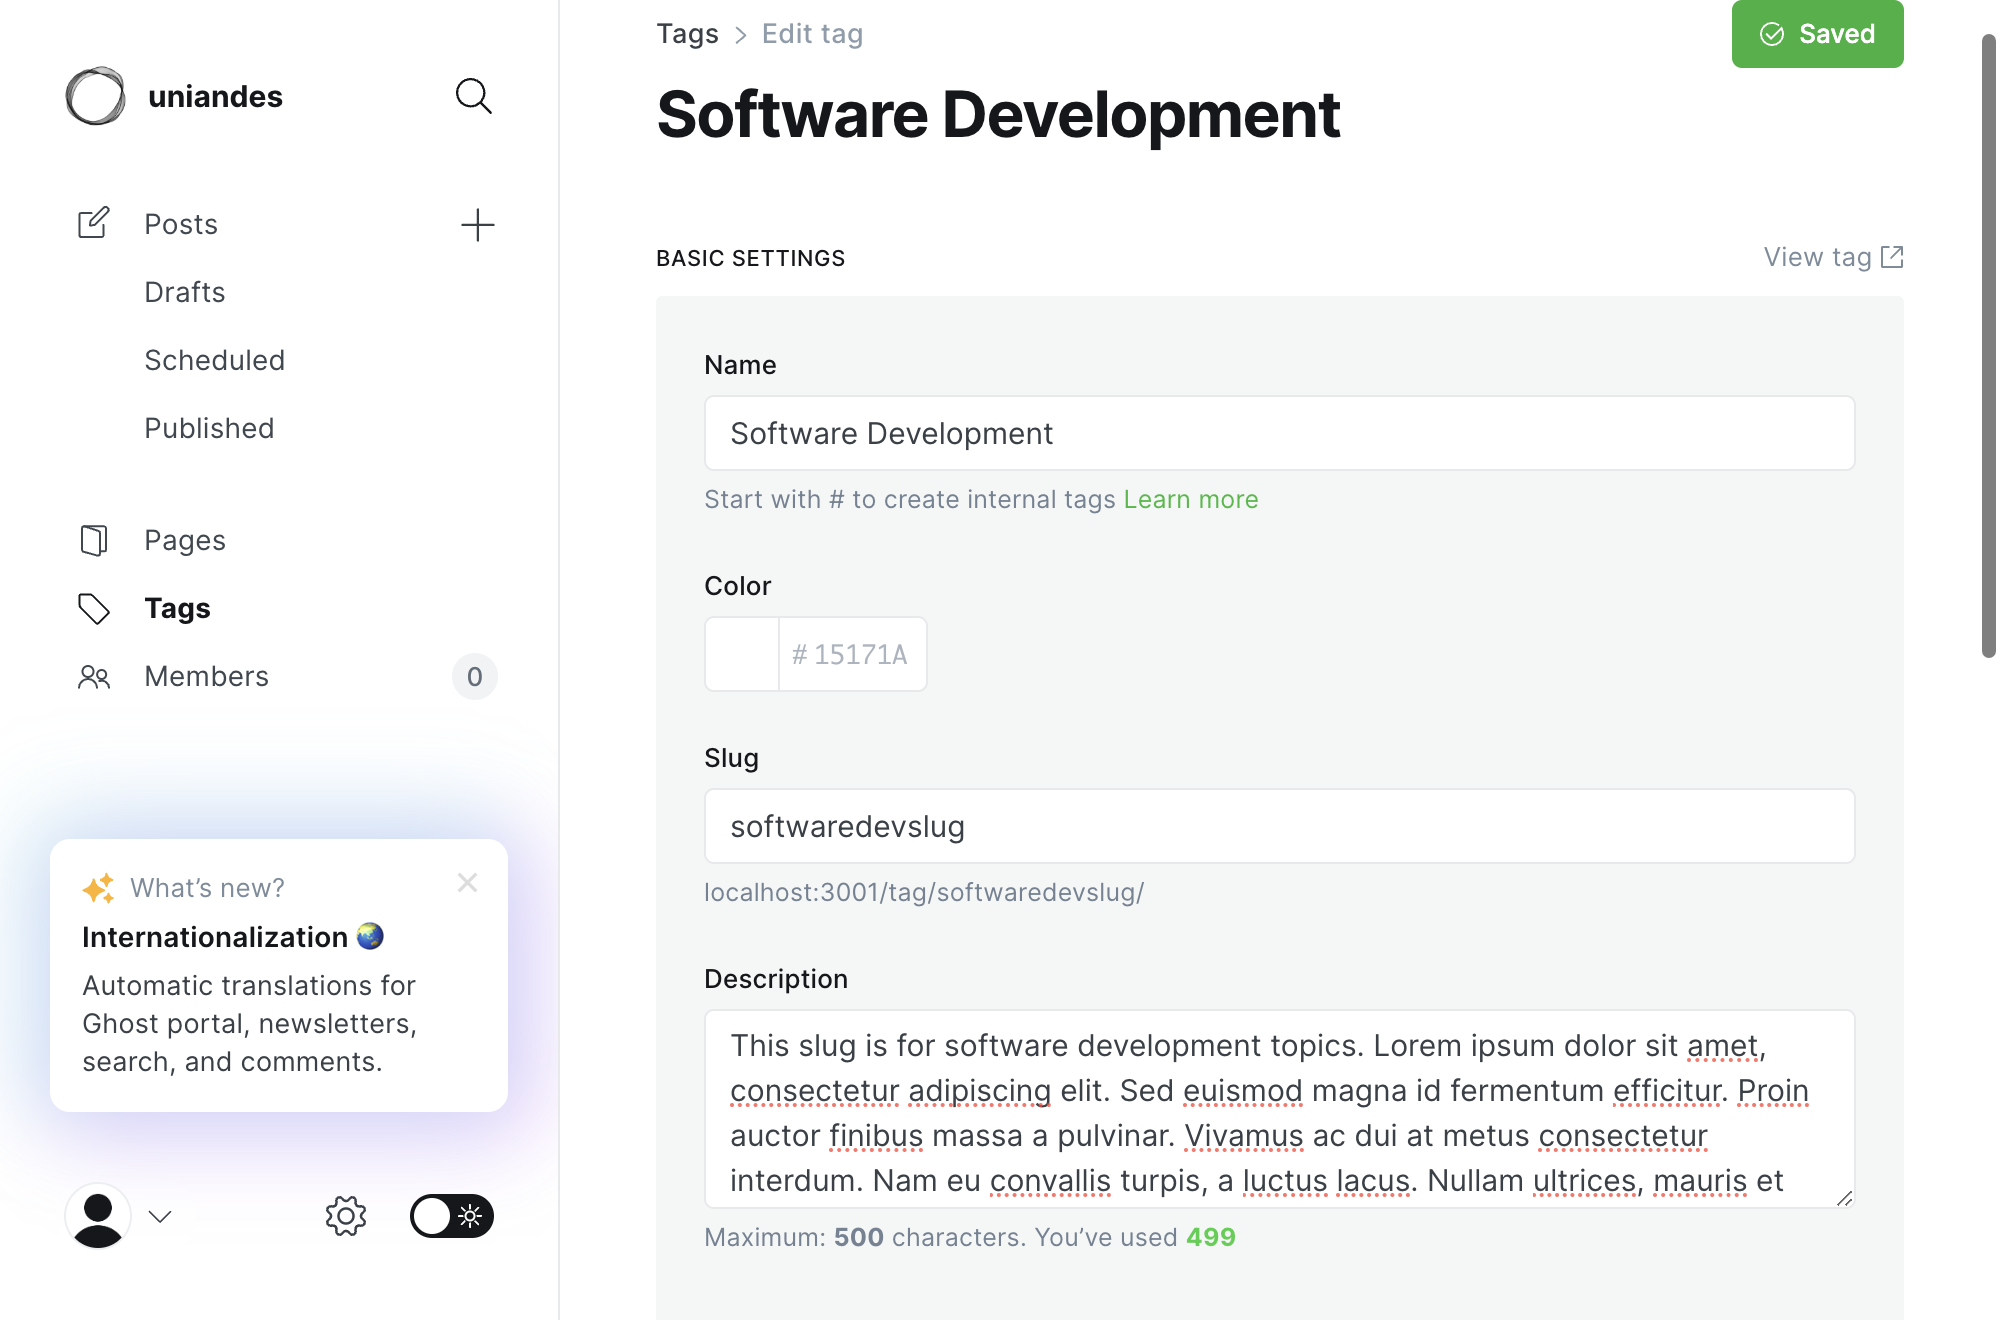 uniandes
Posts
Drafts
Scheduled
Published
Pages
Tags
Members
0
What's new?
Internationalization
Automatic translations for
Ghost portal, newsletters,
search, and comments.
Tags > Edit tag
Saved
Software Development
BASIC SETTINGS
View tag
Name
Software Development
Start with # to create internal tags Learn more
Color
# 15171A
Slug
softwaredevslug
localhost:3001/tag/softwaredevslug/
Description
This slug is for software development topics. Lorem ipsum dolor sit amet,
consectetur adipiscing elit. Sed euismod magna id fermentum efficitur. Proin
auctor finibus massa a pulvinar. Vivamus ac dui at metus consectetur
interdum. Nam eu convallis turpis, a luctus lacus. Nullam ultrices, mauris et
Maximum: 500 characters. You've used 499